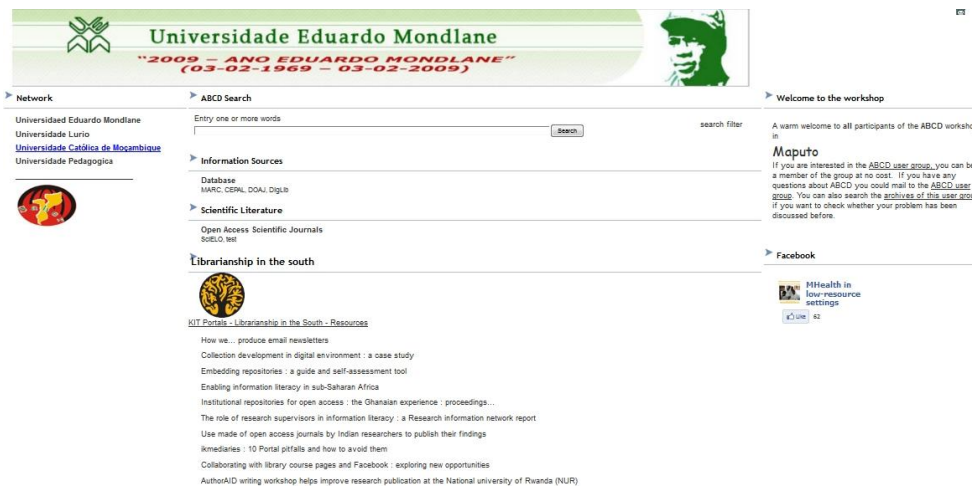 Universidade Eduardo Mondlane
"2009 – ANO EDUARDO MONDLANE"
(03-02-1969 – 03-02-2009)
Network
Universidaed Eduardo Mondlane
Universidade Lurio
Universidade Católica de Moçambique
Universidade Pedagogica
ABCD Search
Entry one or more words
Search
search filter
Information Sources
Database
MARC, CEPAL, DOAJ, DigLib
Scientific Literature
Open Access Scientific Journals
SciELO, test
Librarianship in the south
KIT Portals - Librarianship in the South - Resources
How we... produce email newsletters
Collection development in digital environment : a case study
Embedding repositories : a guide and self-assessment tool
Enabling information literacy in sub-Saharan Africa
Institutional repositories for open access : the Ghanaian experience : proceedings...
The role of research supervisors in information literacy : a Research information network report
Use made of open access journals by Indian researchers to publish their findings
ikmediaries : 10 Portal pitfalls and how to avoid them
Collaborating with library course pages and Facebook : exploring new opportunities
AuthorAID writing workshop helps improve research publication at the National university of Rwanda (NUR)
Welcome to the workshop
A warm welcome to all participants of the ABCD worksho
in
Maputo
If you are interested in the ABCD user group, you can be
a member of the group at no cost. If you have any
questions about ABCD you could mail to the ABCD user
group. You can also search the archives of this user grou
if you want to check whether your problem has been
discussed before.
Facebook
MHealth in
low-resource
settings
Like 62